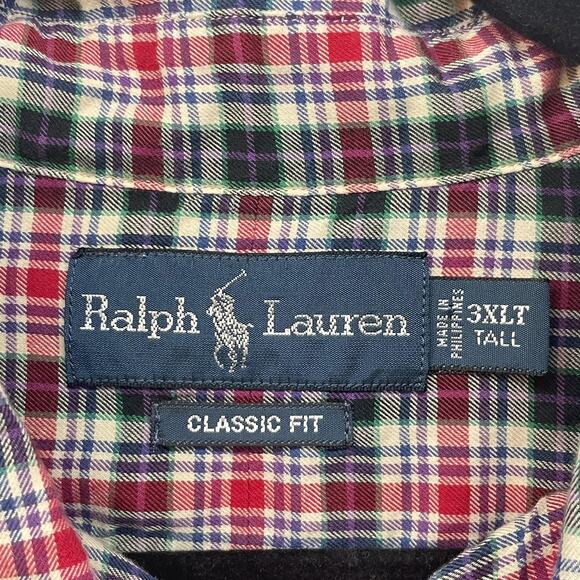 Ralph Lauren
MADE IN
PHILIPPINES
3XLT
TALL
CLASSIC FIT